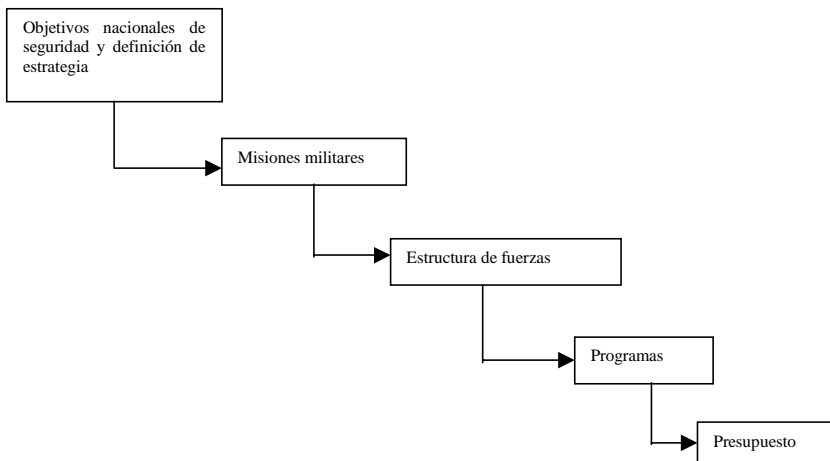 Objetivos nacionales de
seguridad y definición de
estrategia
Misiones militares
Estructura de fuerzas
Programas
Presupuesto